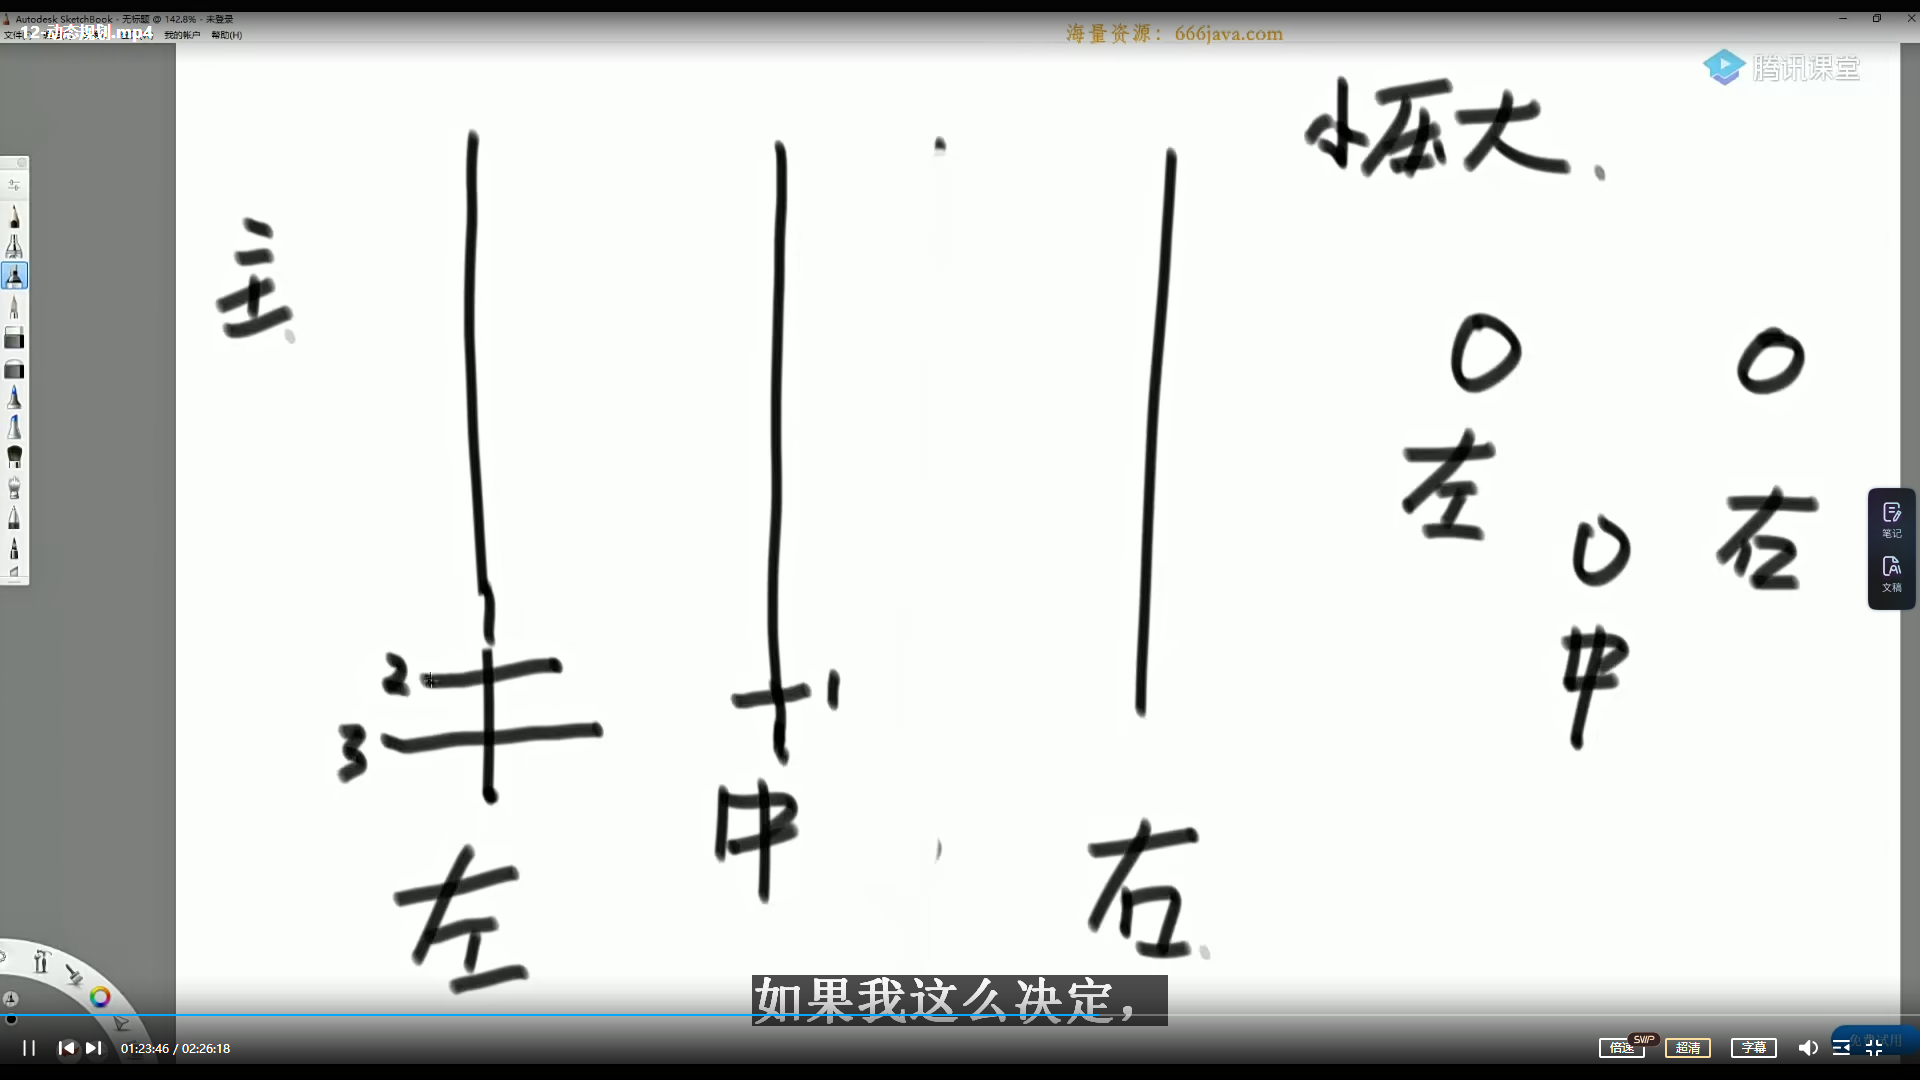 Autodesk SketchBook - 无标题 @ 142.8% - 未登录
12 动态规划.mp4
我的帐户 帮助(H)
海量资源：666java.com
腾讯课堂
小压大
主
0 0
左 右
0
中
2
3
1
左 中 右
笔记
文稿
如果我这么决定，
01:23:46 / 02:26:18
倍速 SWP 超清 字幕